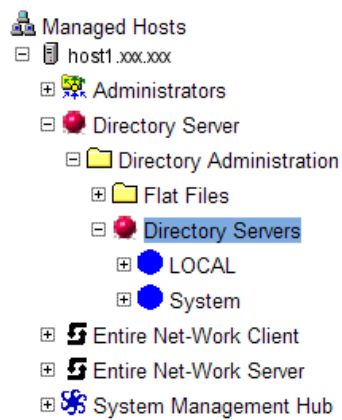 Managed Hosts
host1.xxx.xxx
Administrators
Directory Server
Directory Administration
Flat Files
Directory Servers
LOCAL
System
Entire Net-Work Client
Entire Net-Work Server
System Management Hub